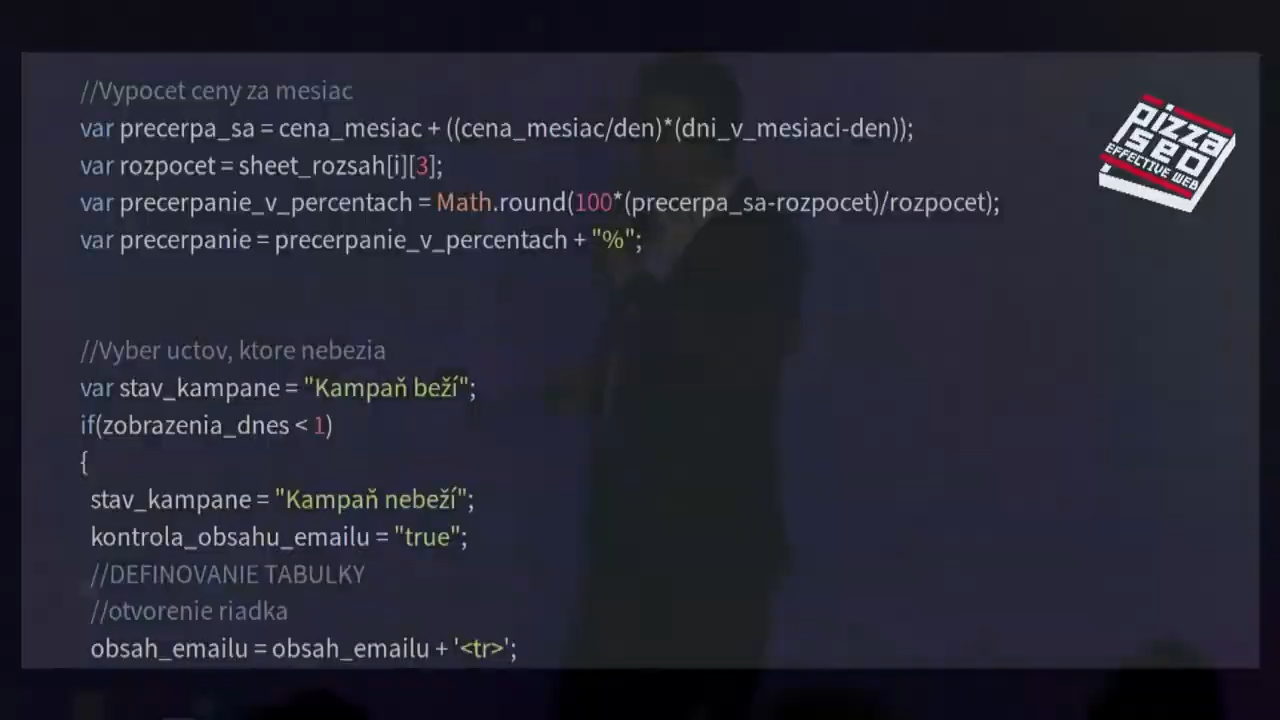 //Vypocet ceny za mesiac
var precerpa_sa = cena_mesiac + ((cena_mesiac/den)*(dni_v_mesiaci-den));
var rozpocet = sheet_rozsah[i][3];
var precerpanie_v_percentach = Math.round(100*(precerpa_sa-rozpocet)/rozpocet);
var precerpanie = precerpanie_v_percentach + "%";
//Vyber uctov, ktore nebezia
var stav_kampane = "Kampaň beží";
if(zobrazenia_dnes < 1)
{
stav_kampane = "Kampaň nebeží";
kontrola_obsahu_emailu = "true";
//DEFINOVANIE TABULKY
//otvorenie riadka
obsah_emailu = obsah_emailu + '<tr>';
pizza
seo
EFFECTIVE WEB